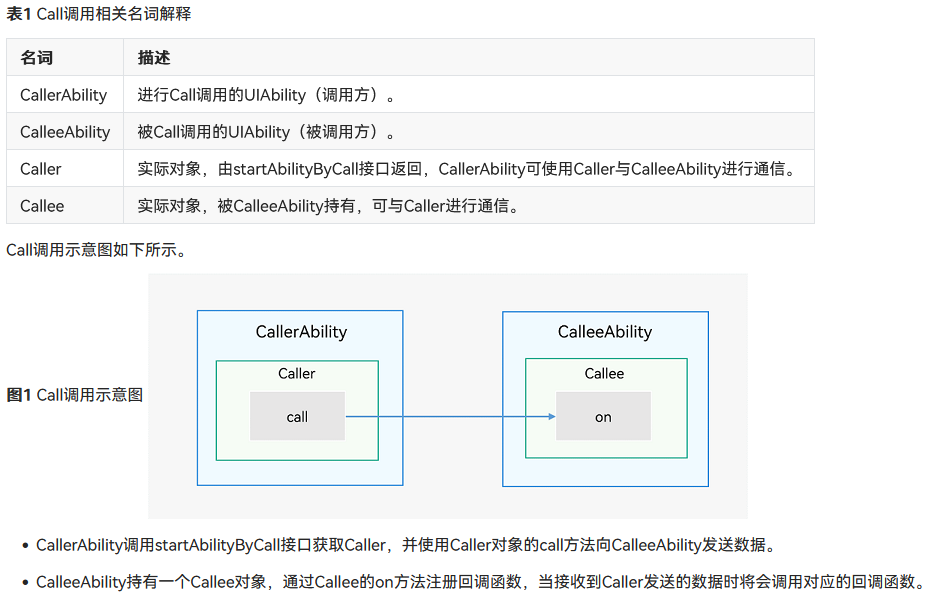 表1 Call调用相关名词解释
名词 描述
CallerAbility 进行Call调用的UIAbility（调用方）。
CalleeAbility 被Call调用的UIAbility（被调用方）。
Caller 实际对象，由startAbilityByCall接口返回，CallerAbility可使用Caller与CalleeAbility进行通信。
Callee 实际对象，被CalleeAbility持有，可与Caller进行通信。
Call调用示意图如下所示。
CallerAbility CalleeAbility
Caller Callee
图1 Call调用示意图
call on
• CallerAbility调用startAbilityByCall接口获取Caller，并使用Caller对象的call方法向CalleeAbility发送数据。
• CalleeAbility持有一个Callee对象，通过Callee的on方法注册回调函数，当接收到Caller发送的数据时将会调用对应的回调函数。